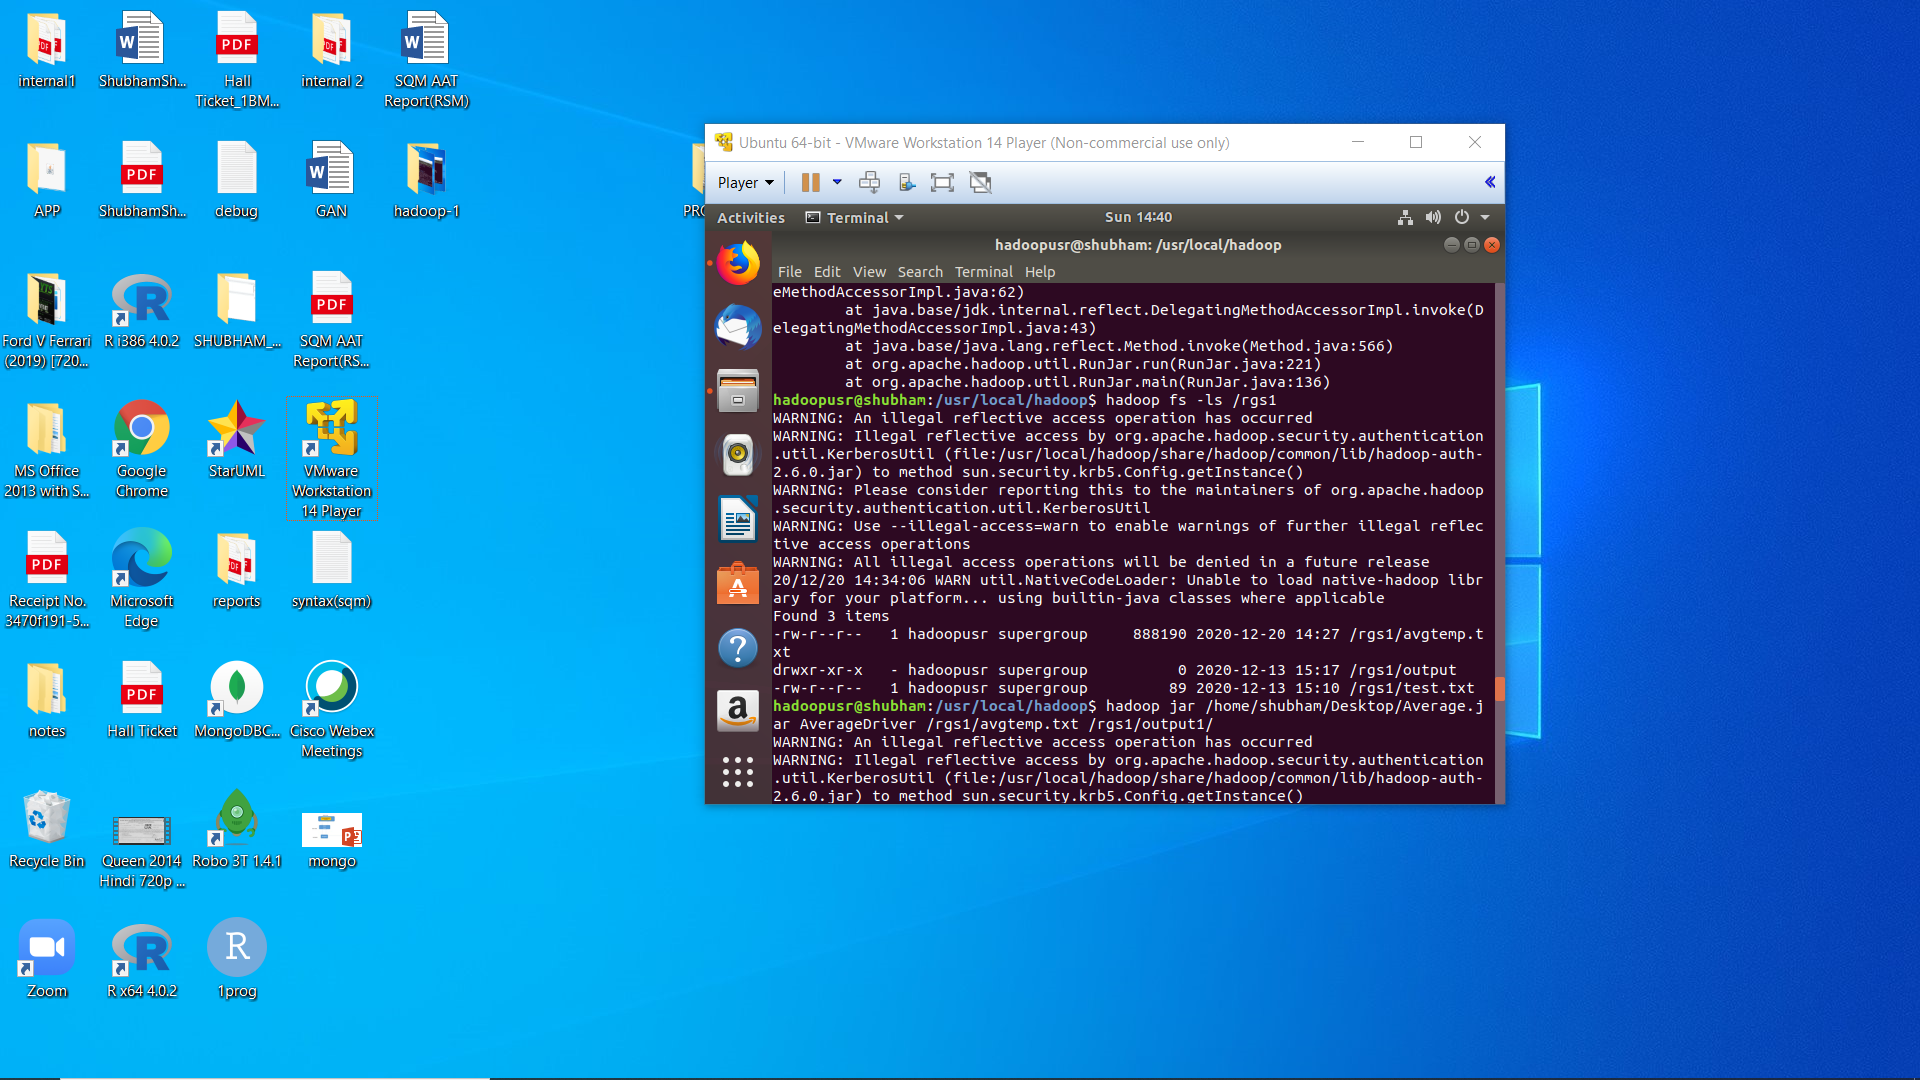 internal1
ShubhamSh...
Hall
Ticket_1BM...
internal 2
SQM AAT
Report(RSM)
APP
ShubhamSh...
debug
GAN
hadoop-1
Ford V Ferrari
(2019) [720...
R i386 4.0.2
SHUBHAM_...
SQM AAT
Report(RS...
MS Office
2013 with S...
Google
Chrome
StarUML
VMware
Workstation
14 Player
Receipt No.
3470f191-5...
Microsoft
Edge
reports
syntax(sqm)
notes
Hall Ticket
MongoDBC...
Cisco Webex
Meetings
Recycle Bin
Queen 2014
Hindi 720p ...
Robo 3T 1.4.1
mongo
Zoom
R x64 4.0.2
1prog
Ubuntu 64-bit - VMware Workstation 14 Player (Non-commercial use only)
Player
Activities
Terminal
Sun 14:40
hadoopusr@shubham: /usr/local/hadoop
File Edit View Search Terminal Help
eMethodAccessorImpl.java:62)
at java.base/jdk.internal.reflect.DelegatingMethodAccessorImpl.invoke(D
elegatingMethodAccessorImpl.java:43)
at java.base/java.lang.reflect.Method.invoke(Method.java:566)
at org.apache.hadoop.util.RunJar.run(RunJar.java:221)
at org.apache.hadoop.util.RunJar.main(RunJar.java:136)
hadoopusr@shubham:/usr/local/hadoop$ hadoop fs -ls /rgs1
WARNING: An illegal reflective access operation has occurred
WARNING: Illegal reflective access by org.apache.hadoop.security.authentication
.util.KerberosUtil (file:/usr/local/hadoop/share/hadoop/common/lib/hadoop-auth-
2.6.0.jar) to method sun.security.krb5.Config.getInstance()
WARNING: Please consider reporting this to the maintainers of org.apache.hadoop
.security.authentication.util.KerberosUtil
WARNING: Use --illegal-access=warn to enable warnings of further illegal reflec
tive access operations
WARNING: All illegal access operations will be denied in a future release
20/12/20 14:34:06 WARN util.NativeCodeLoader: Unable to load native-hadoop libr
ary for your platform... using builtin-java classes where applicable
Found 3 items
-rw-r--r--   1 hadoopusr supergroup     888190 2020-12-20 14:27 /rgs1/avgtemp.t
xt
drwxr-xr-x   - hadoopusr supergroup          0 2020-12-13 15:17 /rgs1/output
-rw-r--r--   1 hadoopusr supergroup         89 2020-12-13 15:10 /rgs1/test.txt
hadoopusr@shubham:/usr/local/hadoop$ hadoop jar /home/shubham/Desktop/Average.j
ar AverageDriver /rgs1/avgtemp.txt /rgs1/output1/
WARNING: An illegal reflective access operation has occurred
WARNING: Illegal reflective access by org.apache.hadoop.security.authentication
.util.KerberosUtil (file:/usr/local/hadoop/share/hadoop/common/lib/hadoop-auth-
2.6.0.jar) to method sun.security.krb5.Config.getInstance()